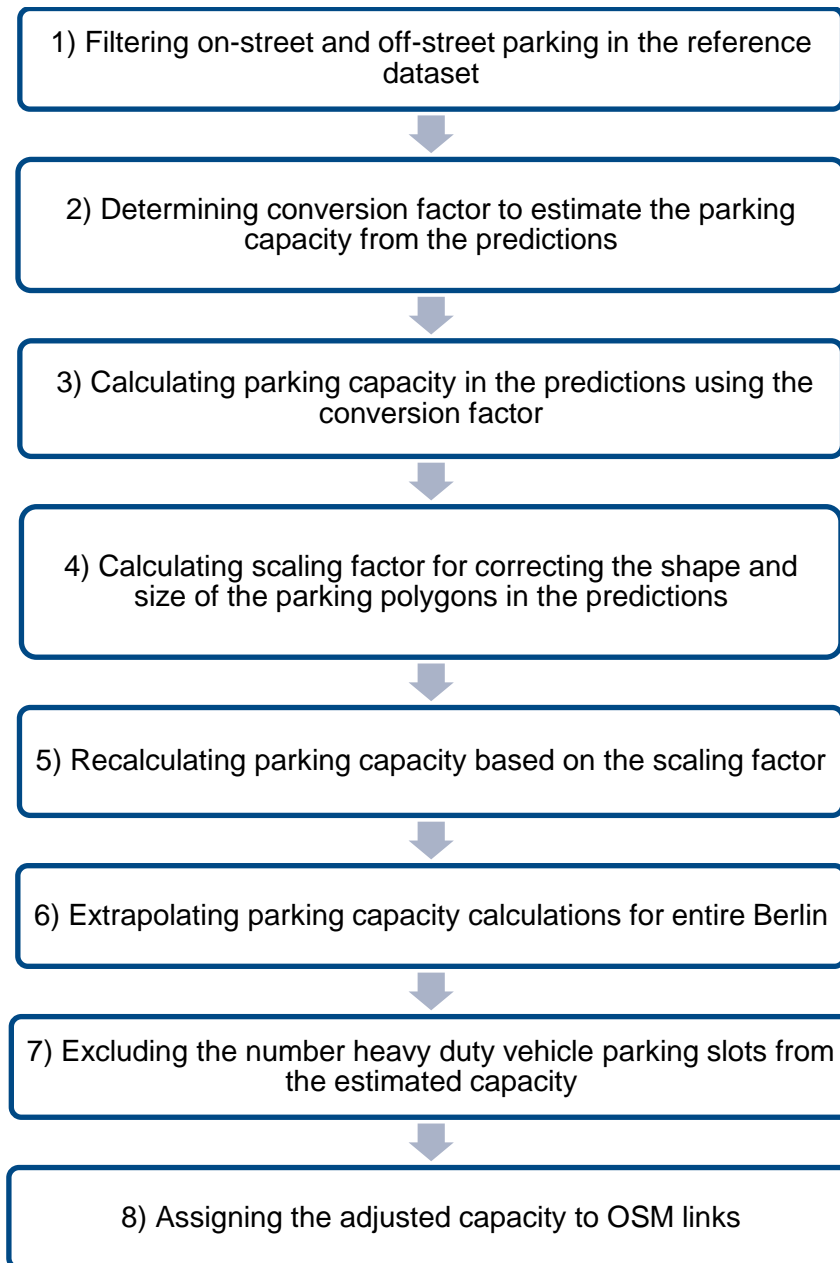 1) Filtering on-street and off-street parking in the reference
dataset
2) Determining conversion factor to estimate the parking
capacity from the predictions
3) Calculating parking capacity in the predictions using the
conversion factor
4) Calculating scaling factor for correcting the shape and
size of the parking polygons in the predictions
5) Recalculating parking capacity based on the scaling factor
6) Extrapolating parking capacity calculations for entire Berlin
7) Excluding the number heavy duty vehicle parking slots from
the estimated capacity
8) Assigning the adjusted capacity to OSM links